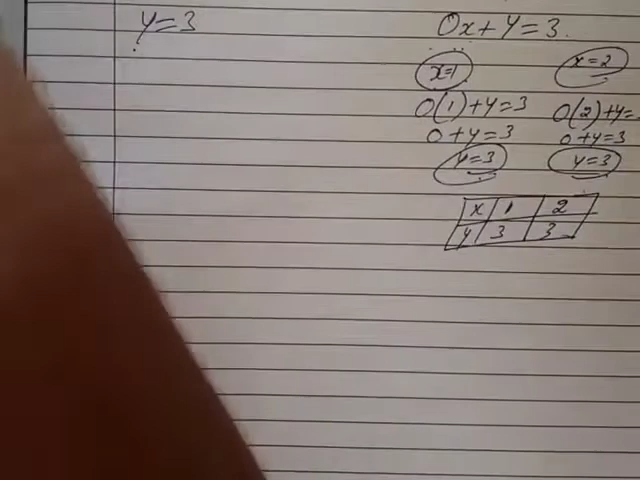 y=3
0x+y=3.
x=1 x=2
0(1)+y=3 0(2)+y=
0+y=3 0+y=3
y=3 y=3
x 1 2
y 3 3